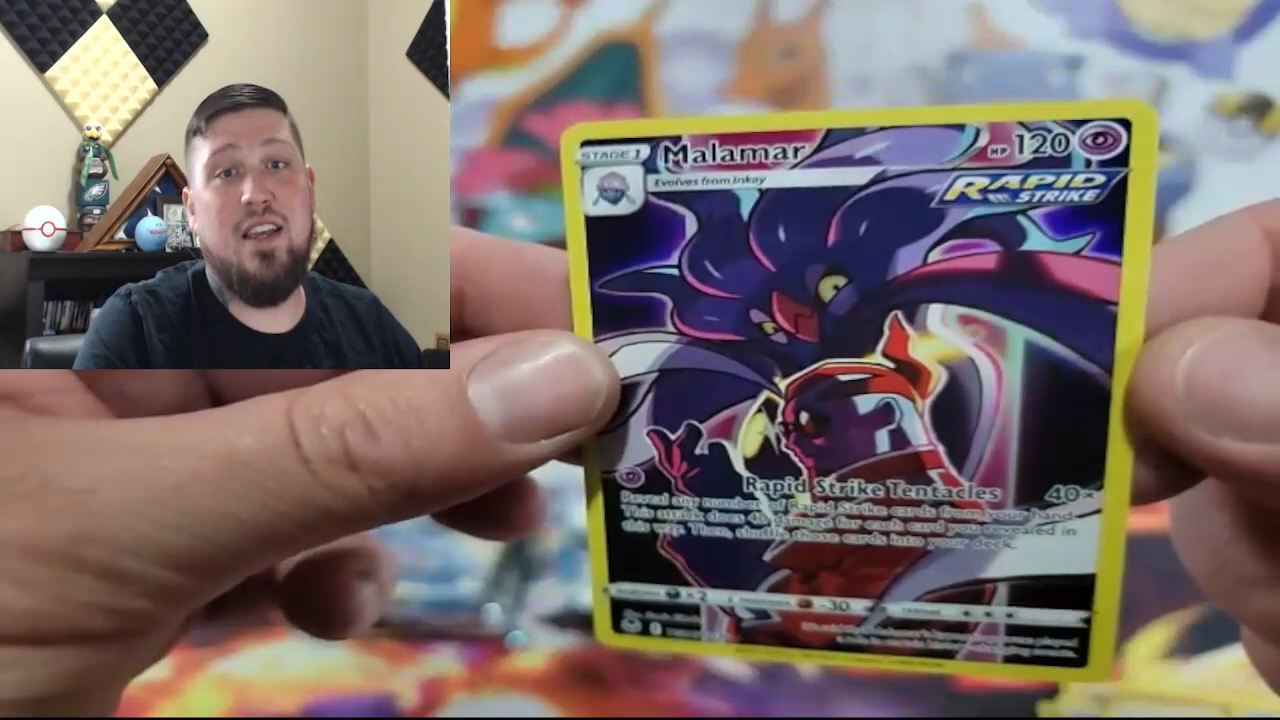 STAGE 1 Malamar HP 120
Evolves from Inkay
RAPID
STRIKE
Rapid Strike Tentacles 40×
Reveal any number of Rapid Strike cards from your hand.
This attack does 40 damage for each card you revealed in
this way. Then, shuffle those cards into your deck.
×2 -30